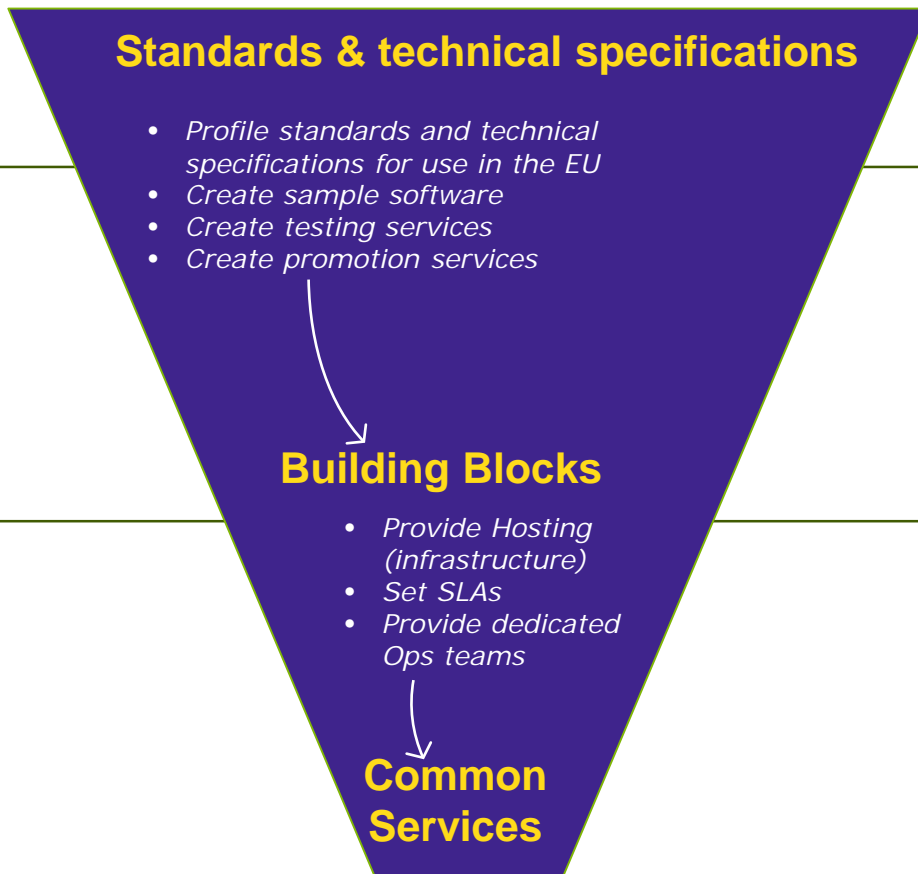 Standards & technical specifications
• Profile standards and technical
specifications for use in the EU
• Create sample software
• Create testing services
• Create promotion services
Building Blocks
• Provide Hosting
(infrastructure)
• Set SLAs
• Provide dedicated
Ops teams
Common
Services